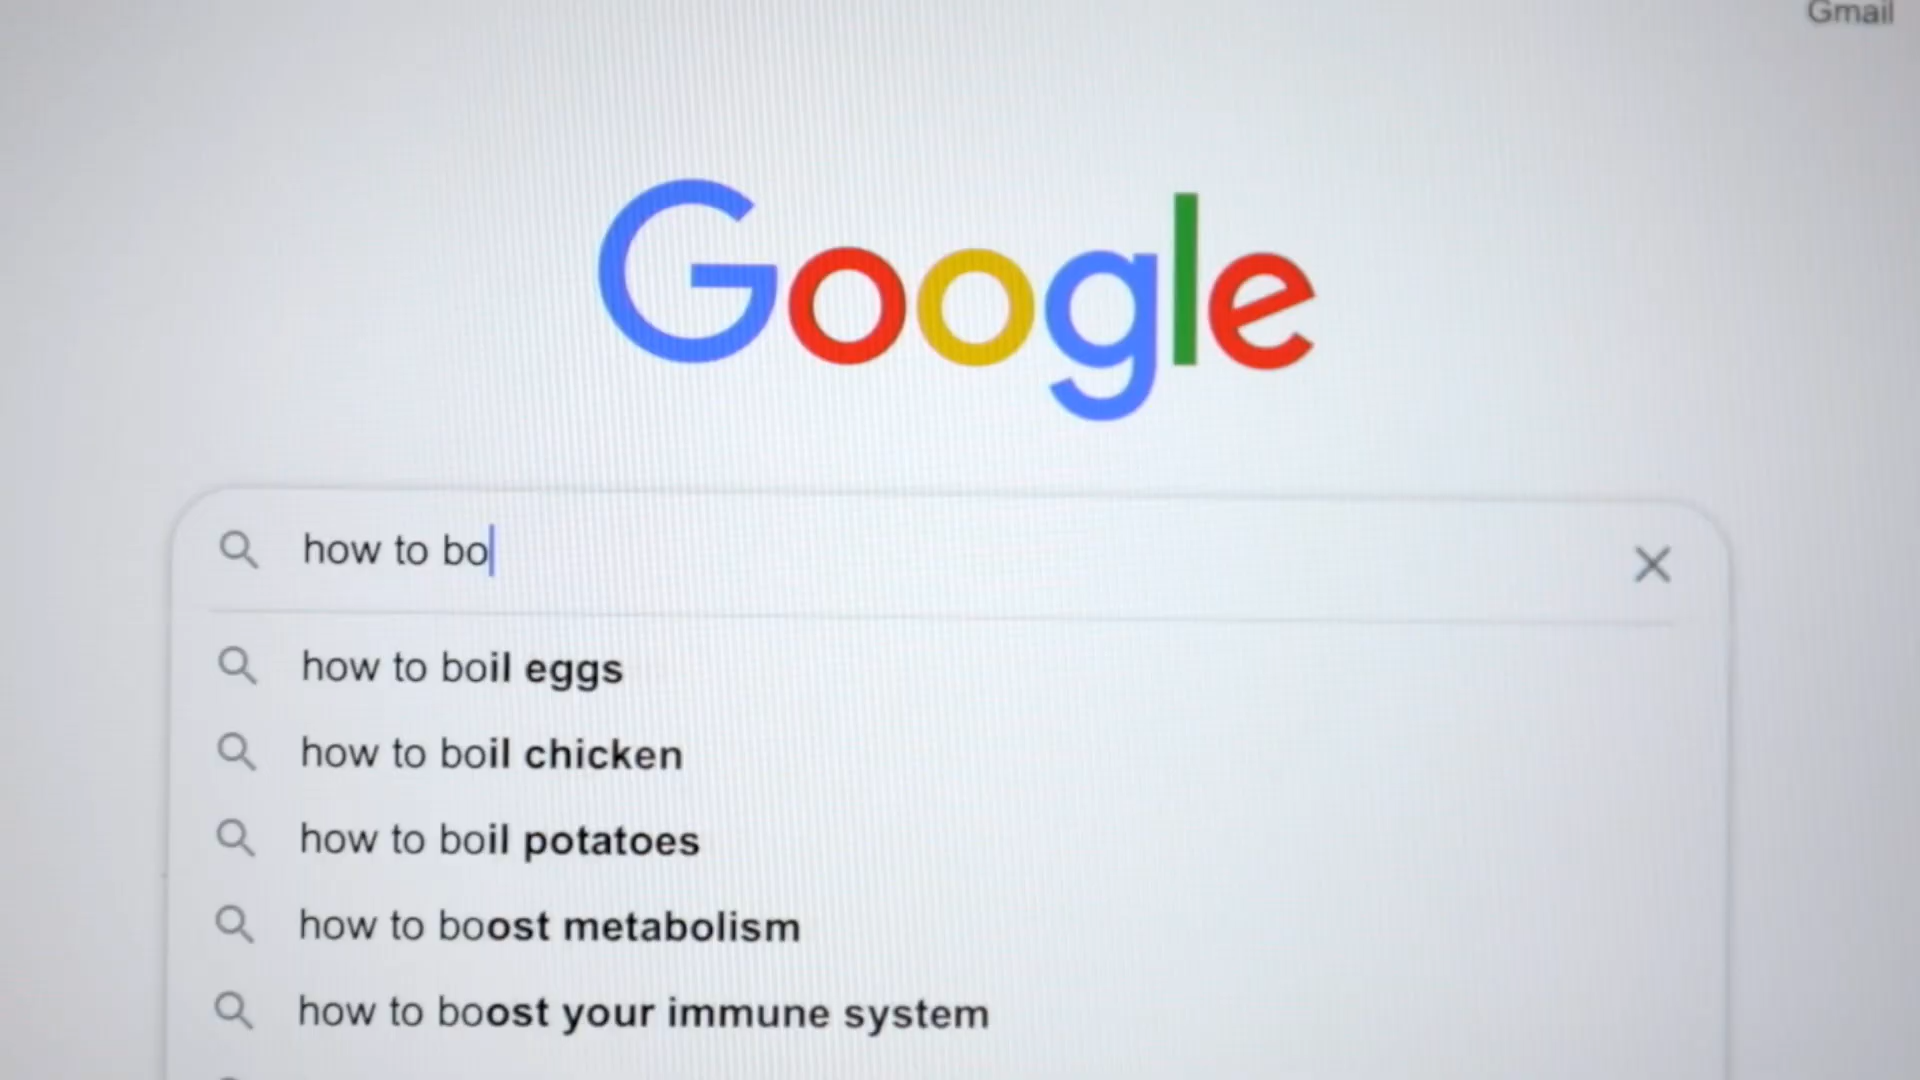 Gmail
Google
how to bo
how to boil eggs
how to boil chicken
how to boil potatoes
how to boost metabolism
how to boost your immune system